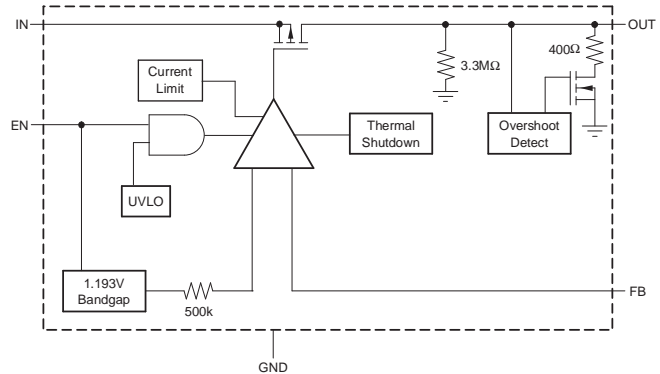 IN
OUT
400Ω
3.3MΩ
Current
Limit
EN
Thermal
Shutdown
Overshoot
Detect
UVLO
1.193V
Bandgap
500k
FB
GND